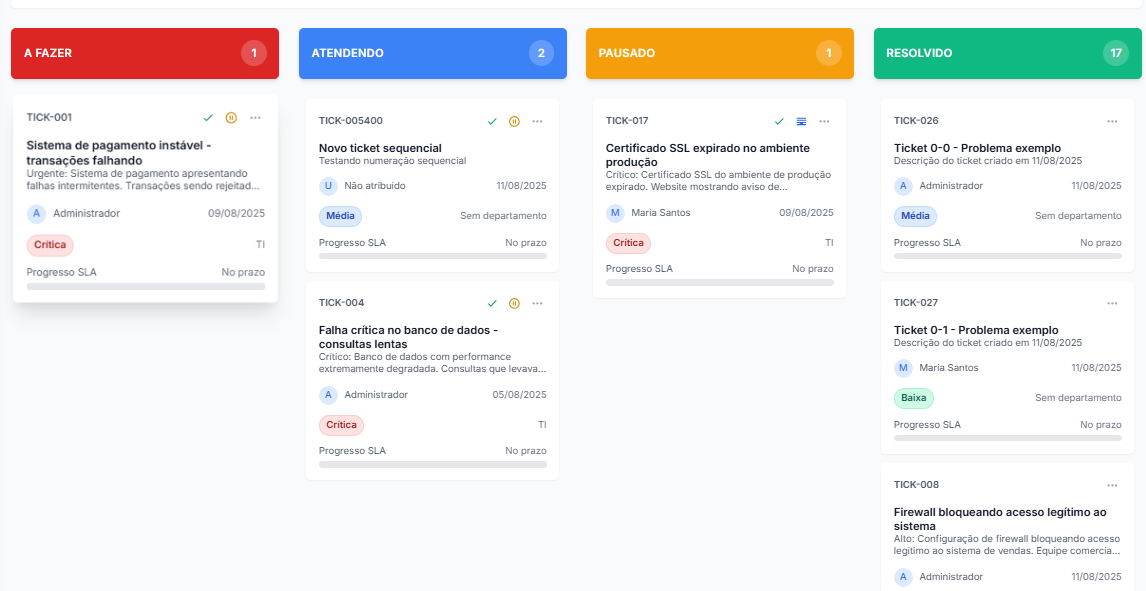 A FAZER 1
TICK-001
Sistema de pagamento instável -
transações falhando
Urgente: Sistema de pagamento apresentando
falhas intermitentes. Transações sendo rejeitad...
A Administrador 09/08/2025
Crítica TI
Progresso SLA No prazo
ATENDENDO 2
TICK-005400
Novo ticket sequencial
Testando numeração sequencial
U Não atribuído 11/08/2025
Média Sem departamento
Progresso SLA No prazo
TICK-004
Falha crítica no banco de dados -
consultas lentas
Crítico: Banco de dados com performance
extremamente degradada. Consultas que levava...
A Administrador 05/08/2025
Crítica TI
Progresso SLA No prazo
PAUSADO 1
TICK-017
Certificado SSL expirado no ambiente
produção
Crítico: Certificado SSL do ambiente de produção
expirado. Website mostrando aviso de...
M Maria Santos 09/08/2025
Crítica TI
Progresso SLA No prazo
RESOLVIDO 17
TICK-026
Ticket 0-0 - Problema exemplo
Descrição do ticket criado em 11/08/2025
A Administrador 11/08/2025
Média Sem departamento
Progresso SLA No prazo
TICK-027
Ticket 0-1 - Problema exemplo
Descrição do ticket criado em 11/08/2025
M Maria Santos 11/08/2025
Baixa Sem departamento
Progresso SLA No prazo
TICK-008
Firewall bloqueando acesso legítimo ao
sistema
Alto: Configuração de firewall bloqueando acesso
legítimo ao sistema de vendas. Equipe comercia...
A Administrador 11/08/2025